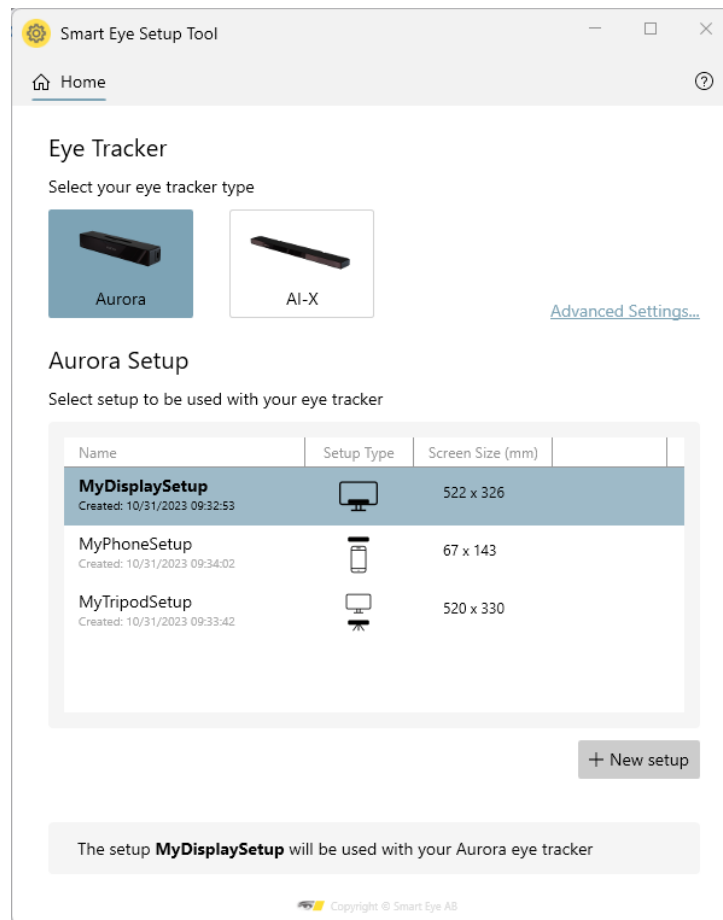 Smart Eye Setup Tool
Home
Eye Tracker
Select your eye tracker type
Aurora
AI-X
Advanced Settings...
Aurora Setup
Select setup to be used with your eye tracker
Name Setup Type Screen Size (mm)
MyDisplaySetup
Created: 10/31/2023 09:32:53
522 x 326
MyPhoneSetup
Created: 10/31/2023 09:34:02
67 x 143
MyTripodSetup
Created: 10/31/2023 09:33:42
520 x 330
+ New setup
The setup MyDisplaySetup will be used with your Aurora eye tracker
Copyright © Smart Eye AB